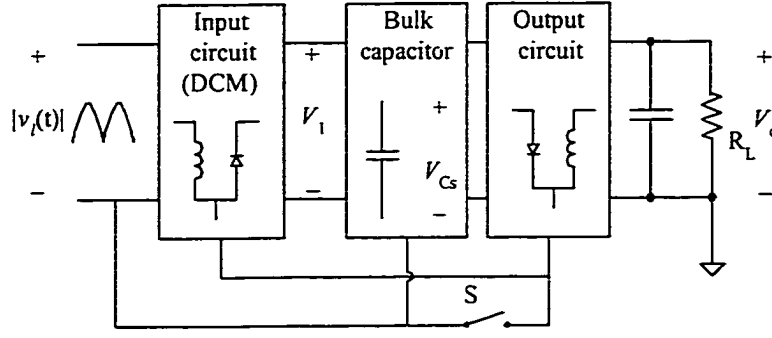 Input
circuit
(DCM)
Bulk
capacitor
Output
circuit
+
+
+
+
|v_i(t)|
V_1
V_Cs
R_L
−
−
−
−
S